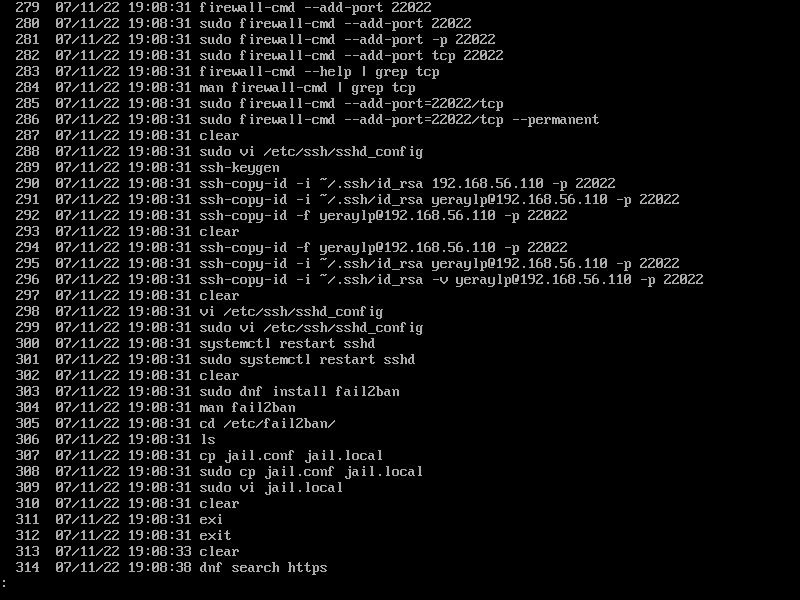 279 07/11/22 19:08:31 firewall-cmd --add-port 22022
280 07/11/22 19:08:31 sudo firewall-cmd --add-port 22022
281 07/11/22 19:08:31 sudo firewall-cmd --add-port -p 22022
282 07/11/22 19:08:31 sudo firewall-cmd --add-port tcp 22022
283 07/11/22 19:08:31 firewall-cmd --help | grep tcp
284 07/11/22 19:08:31 man firewall-cmd | grep tcp
285 07/11/22 19:08:31 sudo firewall-cmd --add-port=22022/tcp
286 07/11/22 19:08:31 sudo firewall-cmd --add-port=22022/tcp --permanent
287 07/11/22 19:08:31 clear
288 07/11/22 19:08:31 sudo vi /etc/ssh/sshd_config
289 07/11/22 19:08:31 ssh-keygen
290 07/11/22 19:08:31 ssh-copy-id -i ~/.ssh/id_rsa 192.168.56.110 -p 22022
291 07/11/22 19:08:31 ssh-copy-id -i ~/.ssh/id_rsa yeraylp@192.168.56.110 -p 22022
292 07/11/22 19:08:31 ssh-copy-id -f yeraylp@192.168.56.110 -p 22022
293 07/11/22 19:08:31 clear
294 07/11/22 19:08:31 ssh-copy-id -f yeraylp@192.168.56.110 -p 22022
295 07/11/22 19:08:31 ssh-copy-id -i ~/.ssh/id_rsa yeraylp@192.168.56.110 -p 22022
296 07/11/22 19:08:31 ssh-copy-id -i ~/.ssh/id_rsa -v yeraylp@192.168.56.110 -p 22022
297 07/11/22 19:08:31 clear
298 07/11/22 19:08:31 vi /etc/ssh/sshd_config
299 07/11/22 19:08:31 sudo vi /etc/ssh/sshd_config
300 07/11/22 19:08:31 systemctl restart sshd
301 07/11/22 19:08:31 sudo systemctl restart sshd
302 07/11/22 19:08:31 clear
303 07/11/22 19:08:31 sudo dnf install fail2ban
304 07/11/22 19:08:31 man fail2ban
305 07/11/22 19:08:31 cd /etc/fail2ban/
306 07/11/22 19:08:31 ls
307 07/11/22 19:08:31 cp jail.conf jail.local
308 07/11/22 19:08:31 sudo cp jail.conf jail.local
309 07/11/22 19:08:31 sudo vi jail.local
310 07/11/22 19:08:31 clear
311 07/11/22 19:08:31 exi
312 07/11/22 19:08:31 exit
313 07/11/22 19:08:33 clear
314 07/11/22 19:08:38 dnf search https
: